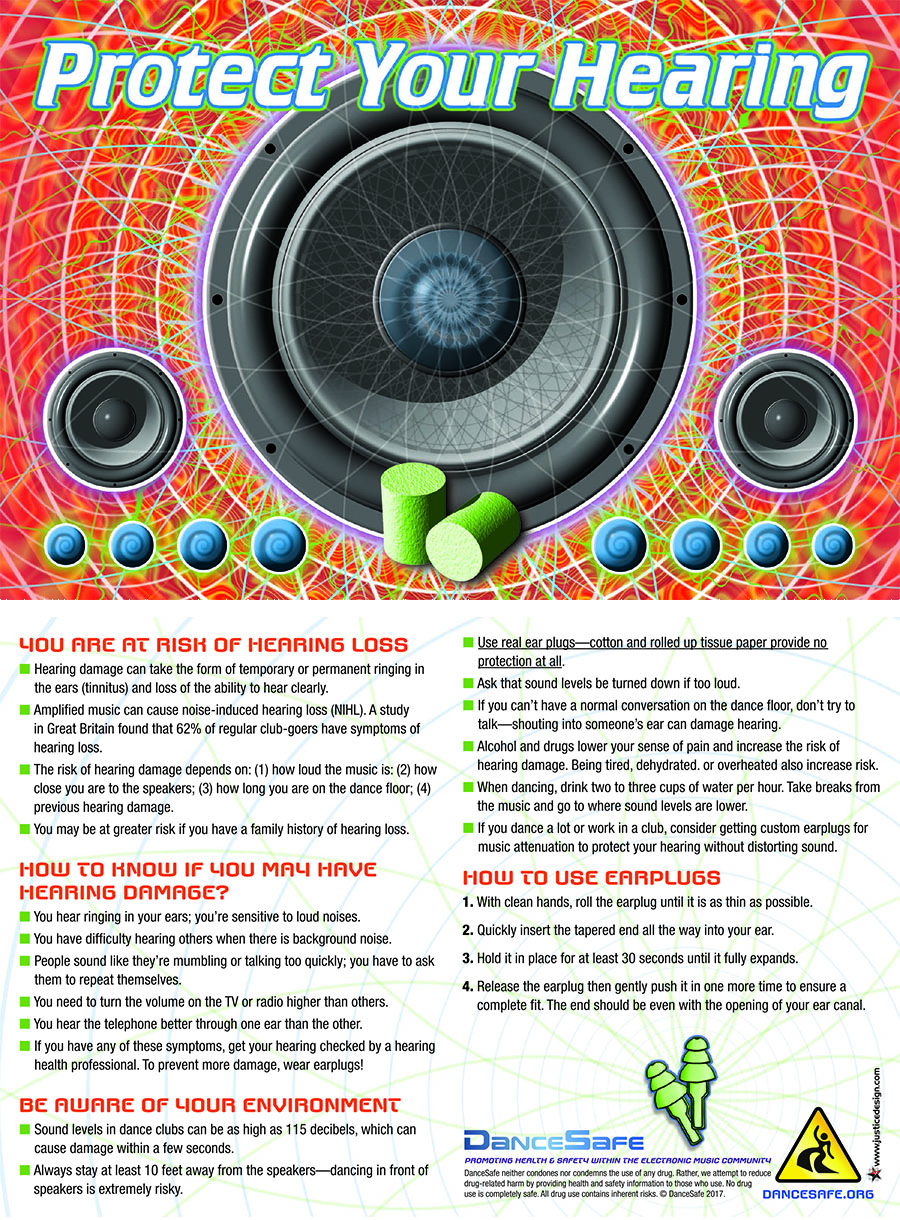 Protect Your Hearing
YOU ARE AT RISK OF HEARING LOSS
Hearing damage can take the form of temporary or permanent ringing in
the ears (tinnitus) and loss of the ability to hear clearly.
Amplified music can cause noise-induced hearing loss (NIHL). A study
in Great Britain found that 62% of regular club-goers have symptoms of
hearing loss.
The risk of hearing damage depends on: (1) how loud the music is: (2) how
close you are to the speakers; (3) how long you are on the dance floor; (4)
previous hearing damage.
You may be at greater risk if you have a family history of hearing loss.
HOW TO KNOW IF YOU MAY HAVE
HEARING DAMAGE?
You hear ringing in your ears; you're sensitive to loud noises.
You have difficulty hearing others when there is background noise.
People sound like they're mumbling or talking too quickly; you have to ask
them to repeat themselves.
You need to turn the volume on the TV or radio higher than others.
You hear the telephone better through one ear than the other.
If you have any of these symptoms, get your hearing checked by a hearing
health professional. To prevent more damage, wear earplugs!
BE AWARE OF YOUR ENVIRONMENT
Sound levels in dance clubs can be as high as 115 decibels, which can
cause damage within a few seconds.
Always stay at least 10 feet away from the speakers—dancing in front of
speakers is extremely risky.
Use real ear plugs—cotton and rolled up tissue paper provide no
protection at all.
Ask that sound levels be turned down if too loud.
If you can't have a normal conversation on the dance floor, don't try to
talk—shouting into someone's ear can damage hearing.
Alcohol and drugs lower your sense of pain and increase the risk of
hearing damage. Being tired, dehydrated. or overheated also increase risk.
When dancing, drink two to three cups of water per hour. Take breaks from
the music and go to where sound levels are lower.
If you dance a lot or work in a club, consider getting custom earplugs for
music attenuation to protect your hearing without distorting sound.
HOW TO USE EARPLUGS
1. With clean hands, roll the earplug until it is as thin as possible.
2. Quickly insert the tapered end all the way into your ear.
3. Hold it in place for at least 30 seconds until it fully expands.
4. Release the earplug then gently push it in one more time to ensure a
complete fit. The end should be even with the opening of your ear canal.
DANCESAFE
PROMOTING HEALTH & SAFETY WITHIN THE ELECTRONIC MUSIC COMMUNITY
DanceSafe neither condones nor condemns the use of any drug. Rather, we attempt to reduce
drug-related harm by providing health and safety information to those who use. No drug
use is completely safe. All drug use contains inherent risks. © DanceSafe 2017.
DANCESAFE.ORG
www.justicedesign.com